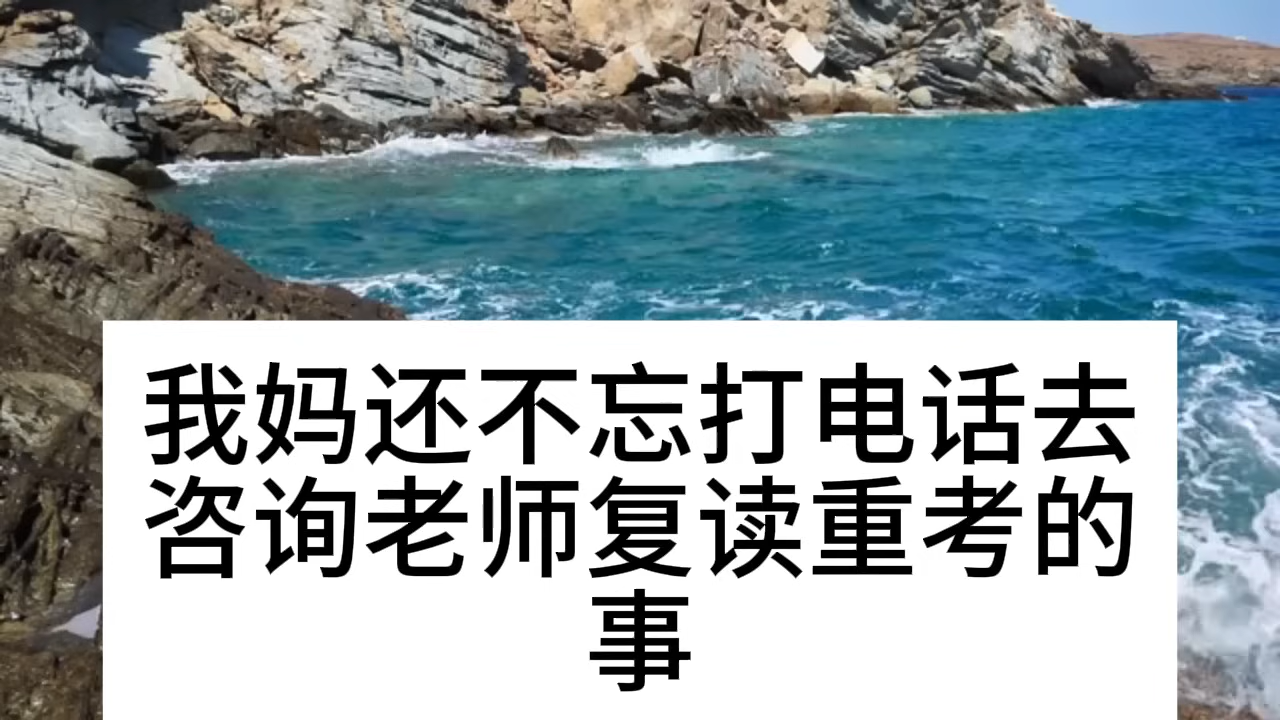 我妈还不忘打电话去
咨询老师复读重考的
事